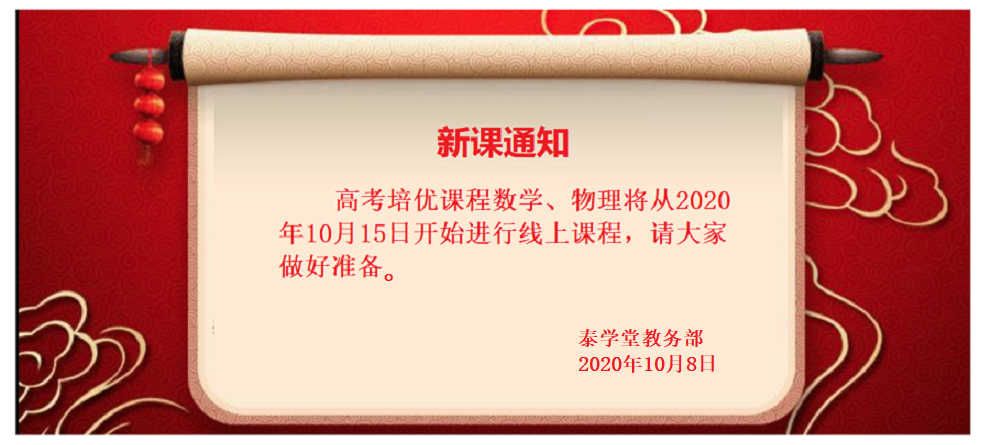 新课通知
高考培优课程数学、物理将从2020
年10月15日开始进行线上课程，请大家
做好准备。
泰学堂教务部
2020年10月8日